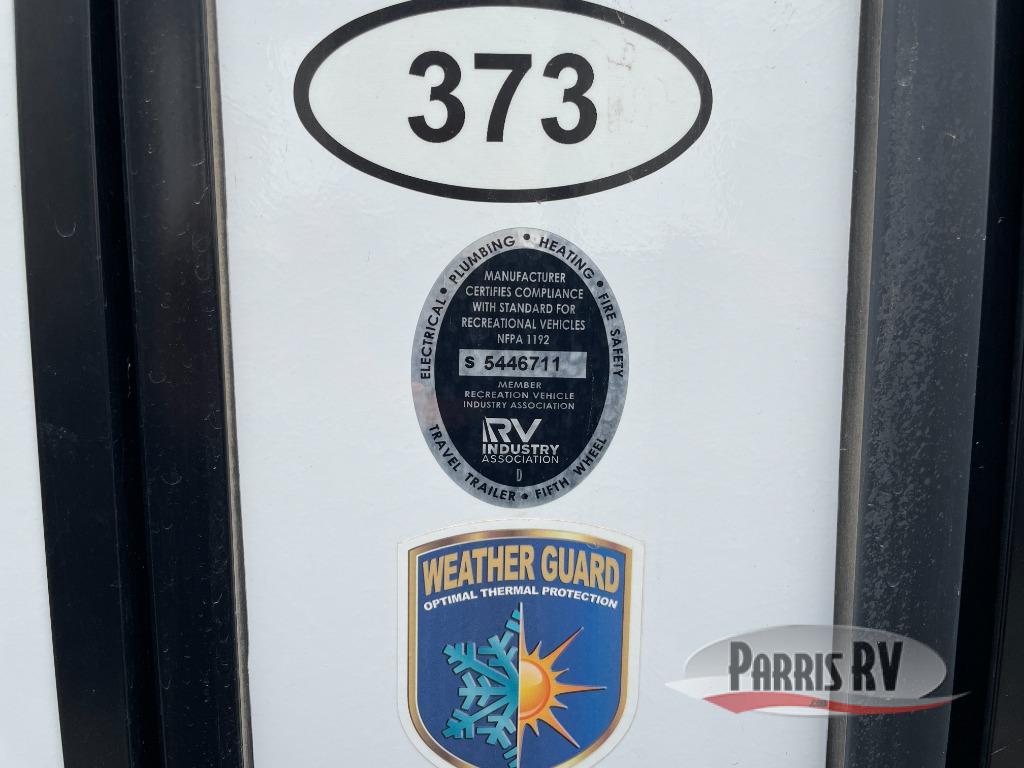 373
ELECTRICAL • PLUMBING • HEATING • FIRE SAFETY
MANUFACTURER
CERTIFIES COMPLIANCE
WITH STANDARD FOR
RECREATIONAL VEHICLES
NFPA 1192
S 5446711
MEMBER
RECREATION VEHICLE
INDUSTRY ASSOCIATION
RV
INDUSTRY
ASSOCIATION
D
TRAVEL TRAILER • FIFTH WHEEL
WEATHER GUARD
OPTIMAL THERMAL PROTECTION
PARRIS RV
.com